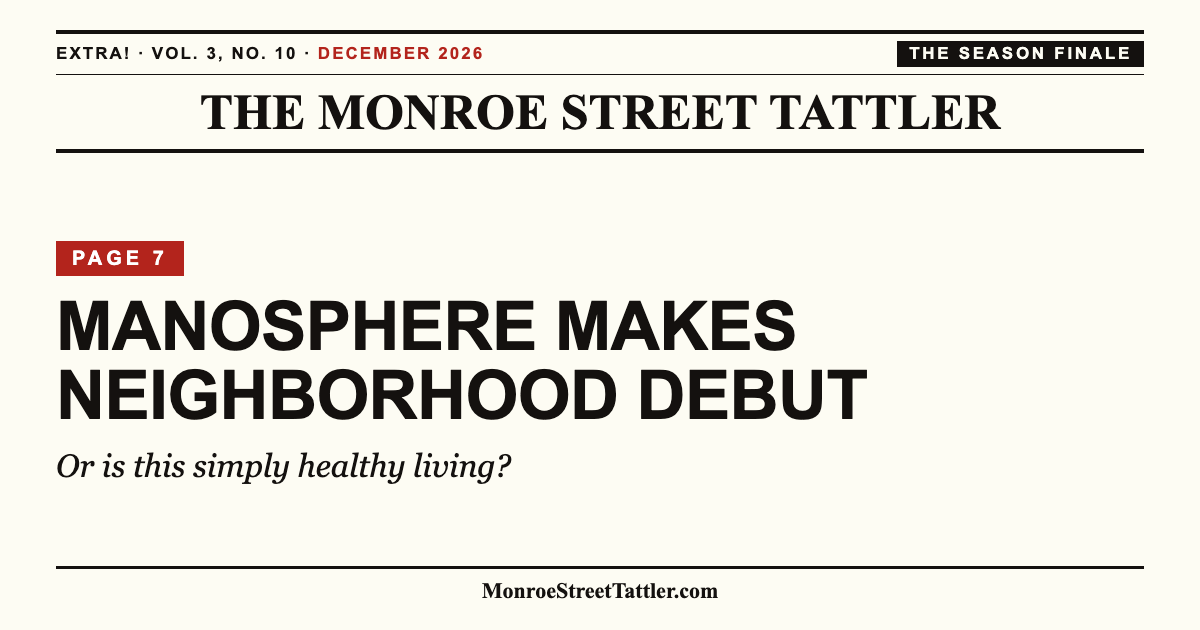 EXTRA! · VOL. 3, NO. 10 · DECEMBER 2026
THE SEASON FINALE
THE MONROE STREET TATTLER
PAGE 7
MANOSPHERE MAKES
NEIGHBORHOOD DEBUT
Or is this simply healthy living?
MonroeStreetTattler.com